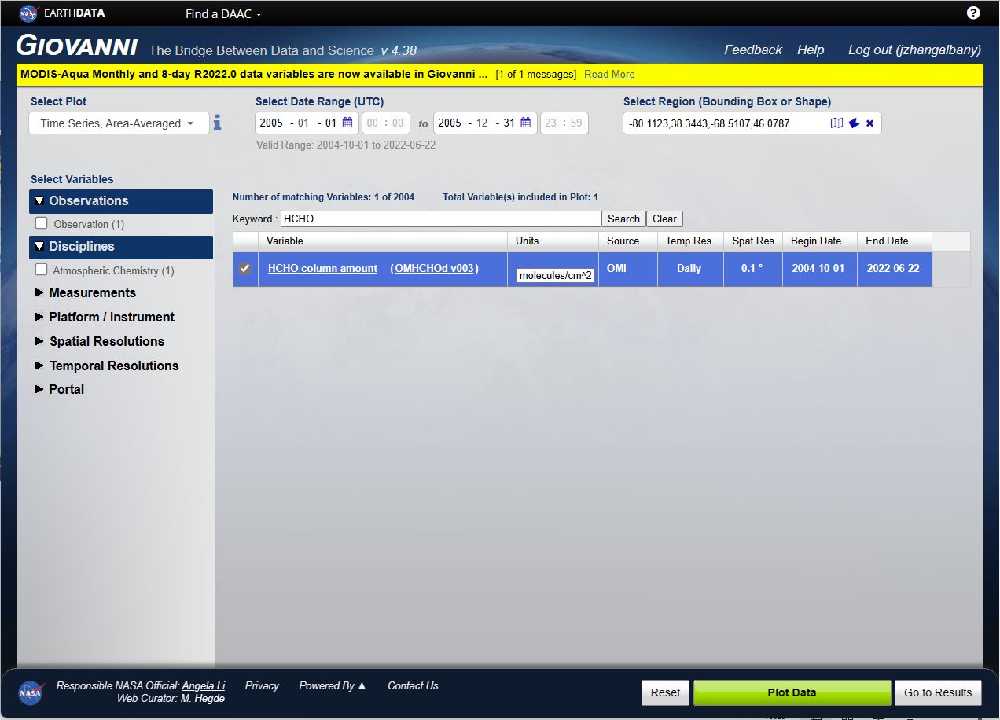 EARTHDATA Find a DAAC
GIOVANNI The Bridge Between Data and Science v 4.38 Feedback Help Log out (jzhangalbany)
MODIS-Aqua Monthly and 8-day R2022.0 data variables are now available in Giovanni ... [1 of 1 messages] Read More
Select Plot Select Date Range (UTC) Select Region (Bounding Box or Shape)
Time Series, Area-Averaged 2005 - 01 - 01 00 : 00 to 2005 - 12 - 31 23 : 59 -80.1123,38.3443,-68.5107,46.0787
Valid Range: 2004-10-01 to 2022-06-22
Select Variables
Number of matching Variables: 1 of 2004 Total Variable(s) included in Plot: 1
Observations
Keyword : HCHO Search Clear
Observation (1)
Variable Units Source Temp.Res. Spat.Res. Begin Date End Date
Disciplines
HCHO column amount (OMHCHOd v003) molecules/cm^2 OMI Daily 0.1 ° 2004-10-01 2022-06-22
Atmospheric Chemistry (1)
Measurements
Platform / Instrument
Spatial Resolutions
Temporal Resolutions
Portal
Responsible NASA Official: Angela Li Privacy Powered By ▲ Contact Us
Web Curator: M. Hegde
NASA
Reset Plot Data Go to Results